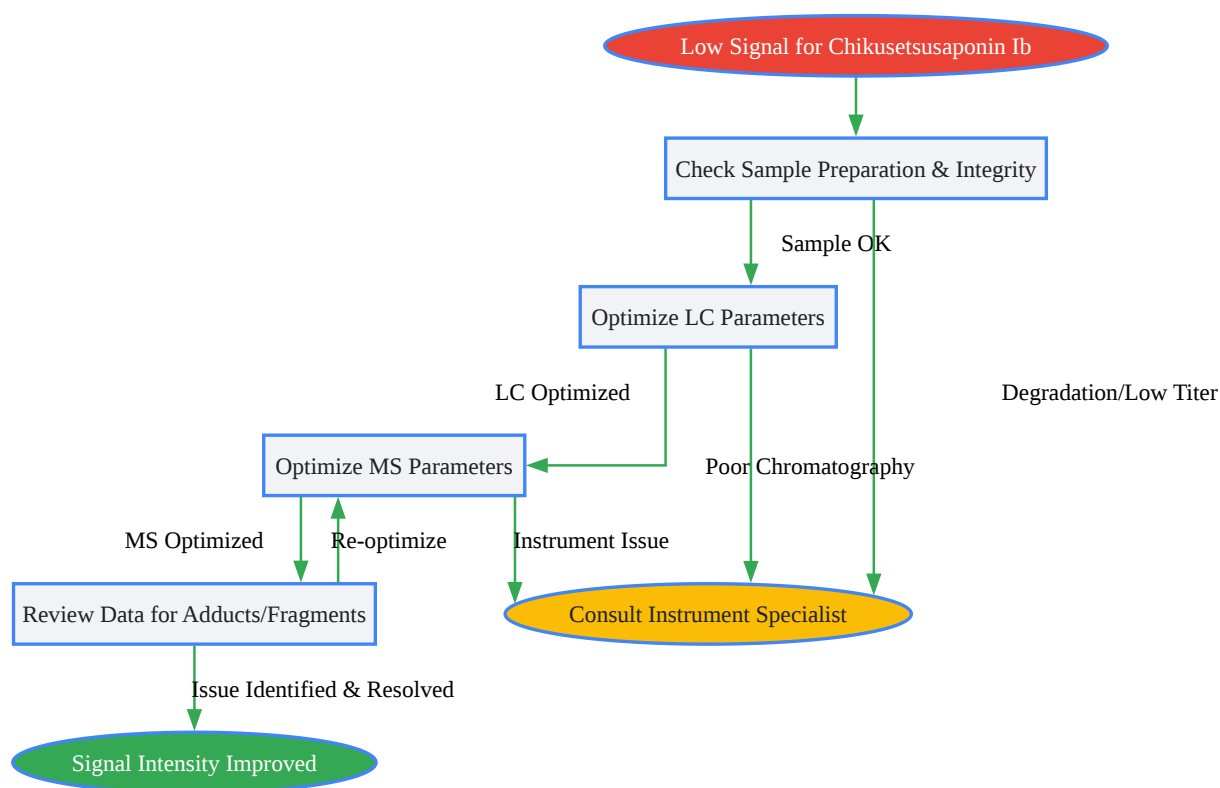 Low Signal for Chikusetsusaponin Ib
Check Sample Preparation & Integrity
Sample OK
Optimize LC Parameters
LC Optimized
Degradation/Low Titer
Optimize MS Parameters
Poor Chromatography
MS Optimized
Re-optimize
Instrument Issue
Review Data for Adducts/Fragments
Consult Instrument Specialist
Issue Identified & Resolved
Signal Intensity Improved